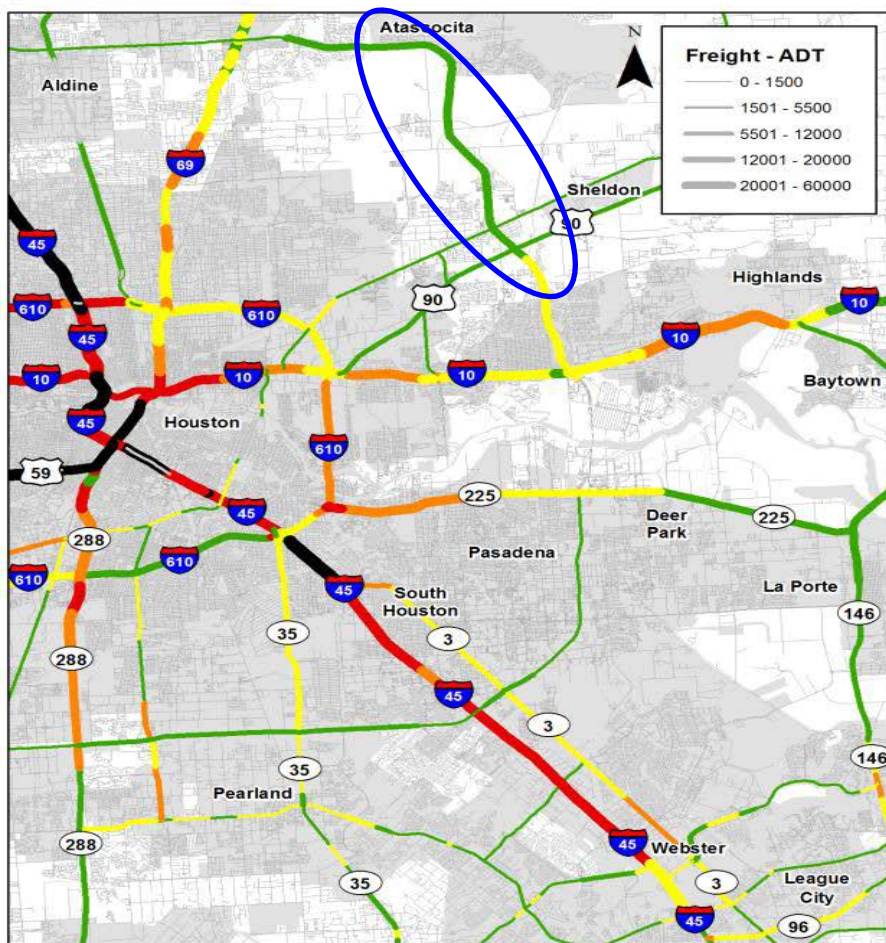 Atascocita
N
Freight - ADT
0 - 1500
1501 - 5500
5501 - 12000
12001 - 20000
20001 - 60000
Aldine
69
Sheldon
90
45
Highlands
90
610
610
10
45
10
10
10
10
Baytown
45
Houston
610
59
225
45
Deer
Park
225
288
Pasadena
610
610
45
South
Houston
La Porte
146
35
3
288
45
3
146
35
Pearland
288
45
Webster
35
3
League
City
45
96